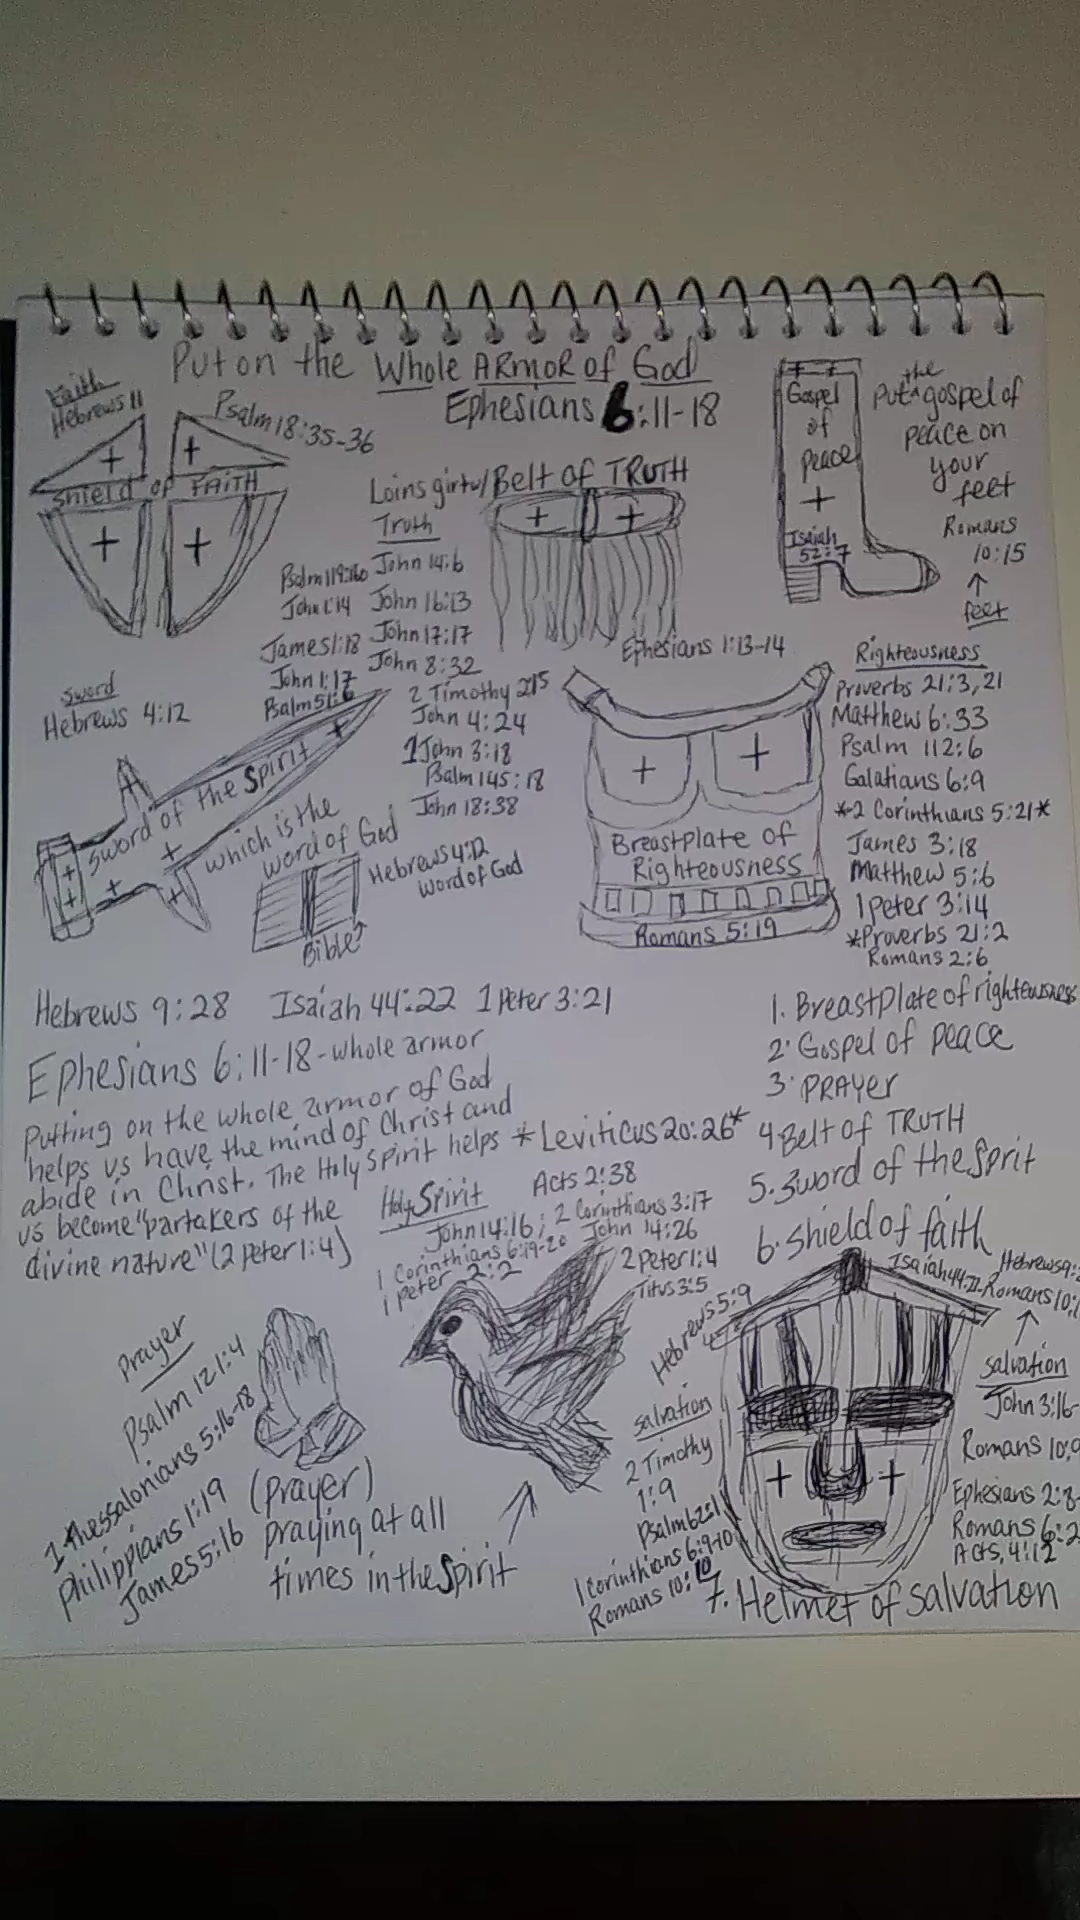 Put on the Whole ARMOR of God
Ephesians 6:11-18
Faith
Hebrews 11
Psalm 18:35-36
Shield of FAITH
Loins girt w/Belt of TRUTH
Truth
Psalm 119:160
John 1:14
James 1:18
John 1:17
Psalm 51:6
John 14:6
John 16:13
John 17:17
John 8:32
2 Timothy 2:15
John 4:24
1 John 3:18
Psalm 145:18
John 18:38
Gospel
of
peace
Isaiah
52:7
Put the gospel of
peace on
your
feet
Romans
10:15
feet
Sword
Hebrews 4:12
Sword of the Spirit
which is the
word of God
Hebrews 4:12
word of God
Bible
Ephesians 1:13-14
Breastplate of
Righteousness
Romans 5:19
Righteousness
Proverbs 21:3,21
Matthew 6:33
Psalm 112:6
Galatians 6:9
*2 Corinthians 5:21*
James 3:18
Matthew 5:6
1 Peter 3:14
*Proverbs 21:2
Romans 2:6
Hebrews 9:28 Isaiah 44:22 1 Peter 3:21
Ephesians 6:11-18-whole armor
Putting on the whole armor of God
helps us have the mind of Christ and
abide in Christ. The Holy Spirit helps
us become "partakers of the
divine nature" (2 Peter 1:4)
*Leviticus 20:26*
1. Breastplate of righteousness
2. Gospel of peace
3. PRAYER
4 Belt of TRUTH
5. Sword of the Spirit
6. Shield of faith
Holy Spirit
Acts 2:38
John 14:16; 2 Corinthians 3:17
1 Corinthians 6:19-20
John 14:26
1 Peter 2:2
2 Peter 1:4
Titus 3:5
Prayer
Psalm 121:4
1 Thessalonians 5:16-18
Philippians 1:19
James 5:16
(prayer)
praying at all
times in the Spirit
Hebrews 5:9
Salvation
2 Timothy
1:9
Psalm 62:1
1 Corinthians 6:9-10
Romans 10:10
Isaiah 44:22
Hebrews 9:
Romans 10:
Salvation
John 3:16-
Romans 10:9
Ephesians 2:8-
Romans 6:2
Acts, 4:12
7. Helmet of Salvation